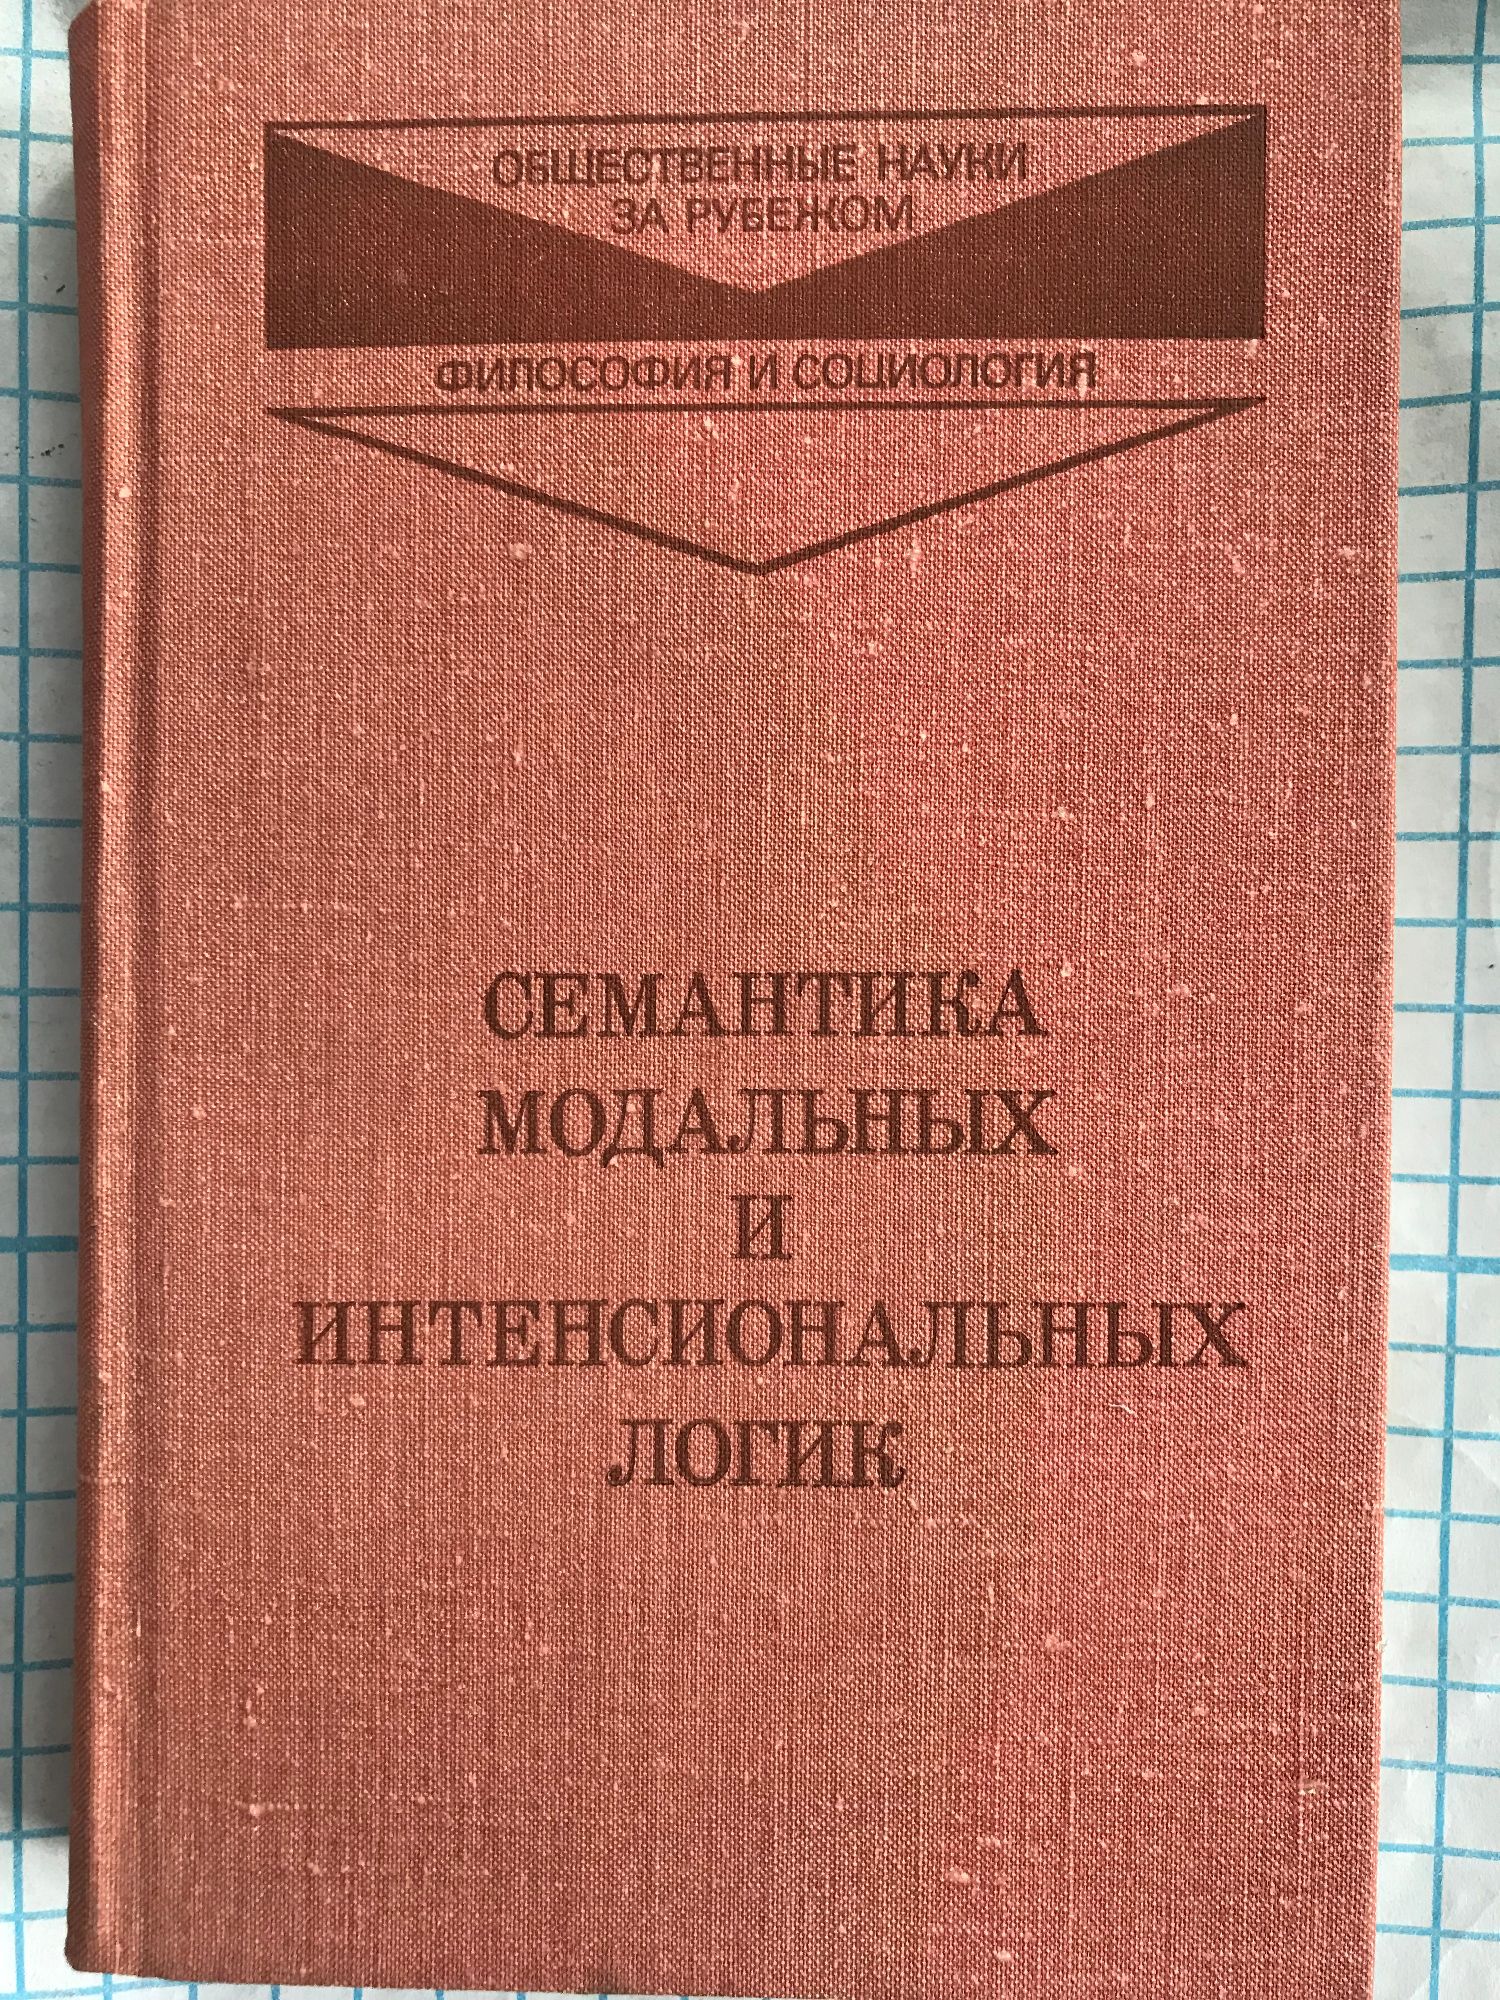 ОБЩЕСТВЕННЫЕ НАУКИ
ЗА РУБЕЖОМ
ФИЛОСОФИЯ И СОЦИОЛОГИЯ
СЕМАНТИКА
МОДАЛЬНЫХ
И
ИНТЕНСИОНАЛЬНЫХ
ЛОГИК